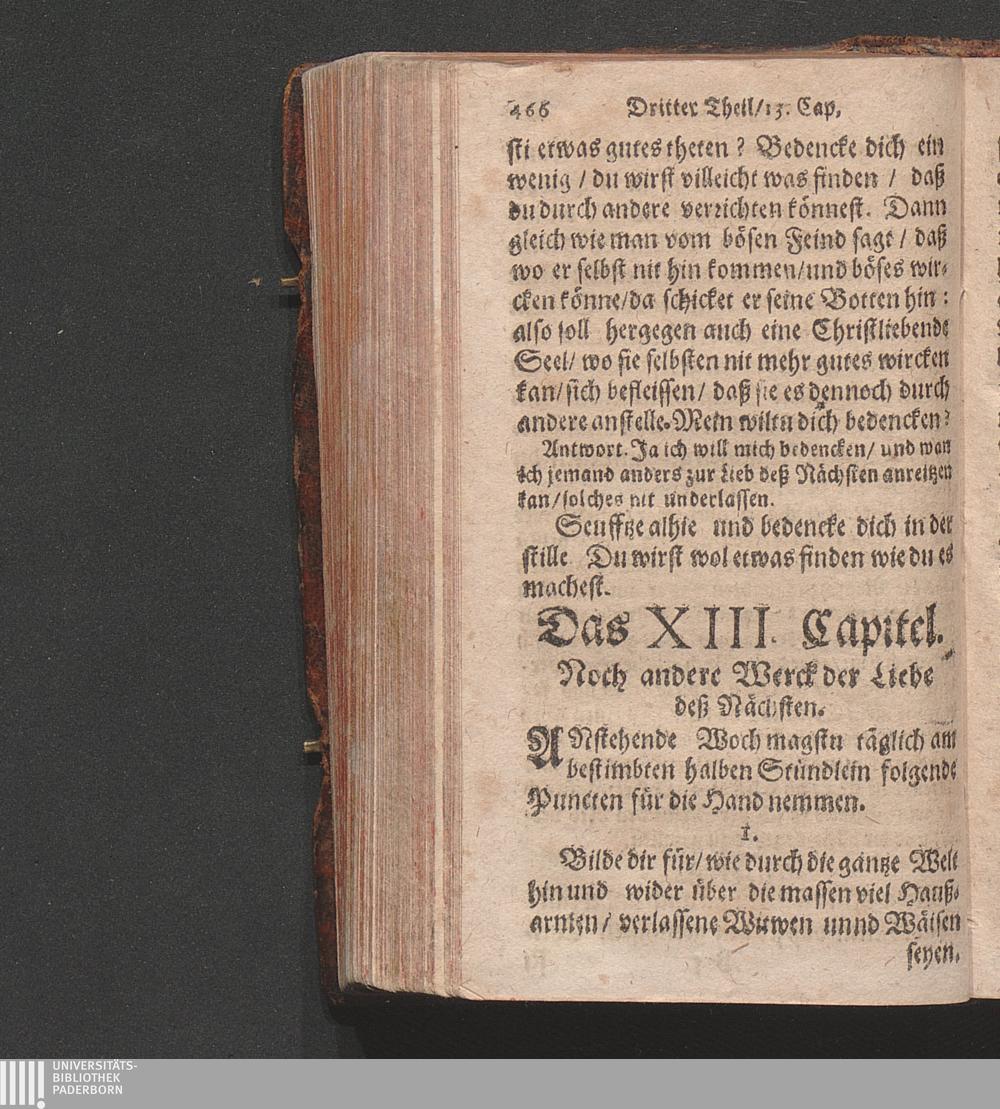 466 Dritter Theil/13. Cap.
sti etwas gutes theten? Bedencke dich ein
wenig / du wirst villeicht was finden / daß
du durch andere verrichten könnest. Dann
gleich wie man vom bösen Feind sagt / daß
wo er selbst nit hin kommen/und böses wir-
cken könne/da schicket er seine Botten hin:
also soll hergegen auch eine Christliebende
Seel/ wo sie selbsten nit mehr gutes wircken
kan/sich befleissen/ daß sie es dennoch durch
andere anstelle. Mein wiltu dich bedencken?
Antwort. Ja ich will mich bedencken/ und wan
ich jemand anders zur Lieb deß Nächsten anreitzen
kan/solches nit underlassen.
Seufftze alhie und bedencke dich in der
stille Du wirst wol etwas finden wie du es
machest.
Das XIII. Capitel.
Noch andere Werck der Liebe
deß Nächsten.
ANstehende Woch magstu täglich am
bestimbten halben Stündlein folgende
Puncten für die Hand nemmen.
1.
Bilde dir für/ wie durch die gantze Welt
hin und wider über die massen viel Hauß-
armen/ verlassene Witwen unnd Wäisen
seyen.
UNIVERSITÄTS-
BIBLIOTHEK
PADERBORN